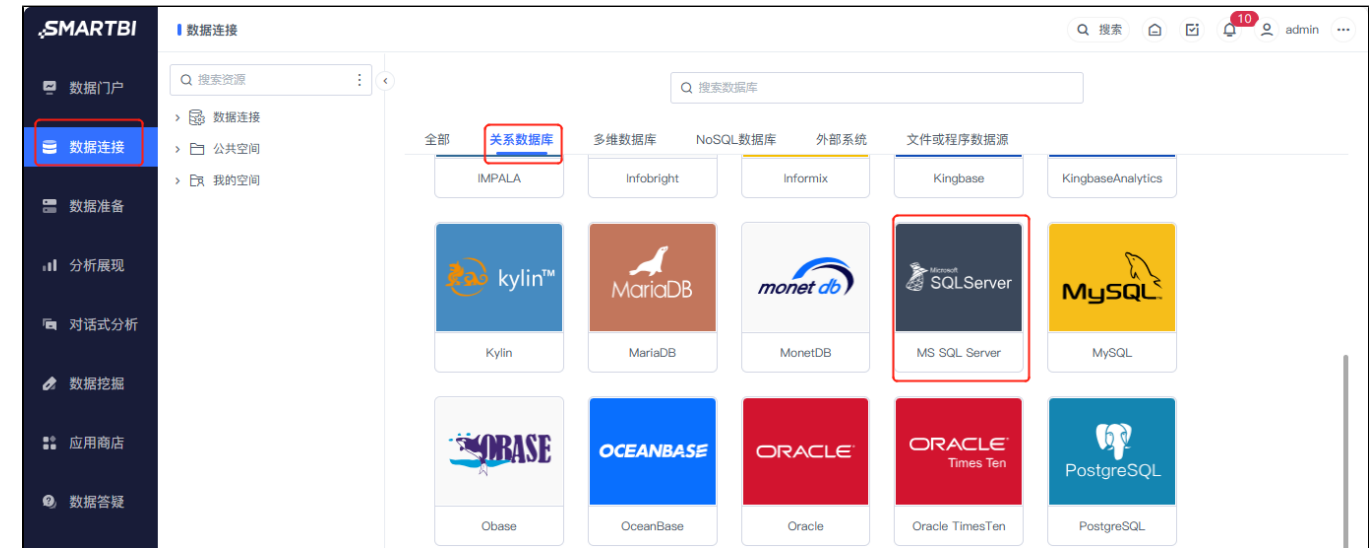 SMARTBI
数据连接
搜索
10
admin
数据门户
数据连接
数据准备
分析展现
对话式分析
数据挖掘
应用商店
数据答疑
搜索资源
数据连接
公共空间
我的空间
搜索数据库
全部 关系数据库 多维数据库 NoSQL数据库 外部系统 文件或程序数据源
IMPALA Infobright Informix Kingbase KingbaseAnalytics
kylin™
MariaDB
monet db
Microsoft
SQLServer
MySQL
Kylin MariaDB MonetDB MS SQL Server MySQL
OBASE
OCEANBASE
ORACLE
ORACLE
Times Ten
PostgreSQL
Obase OceanBase Oracle Oracle TimesTen PostgreSQL